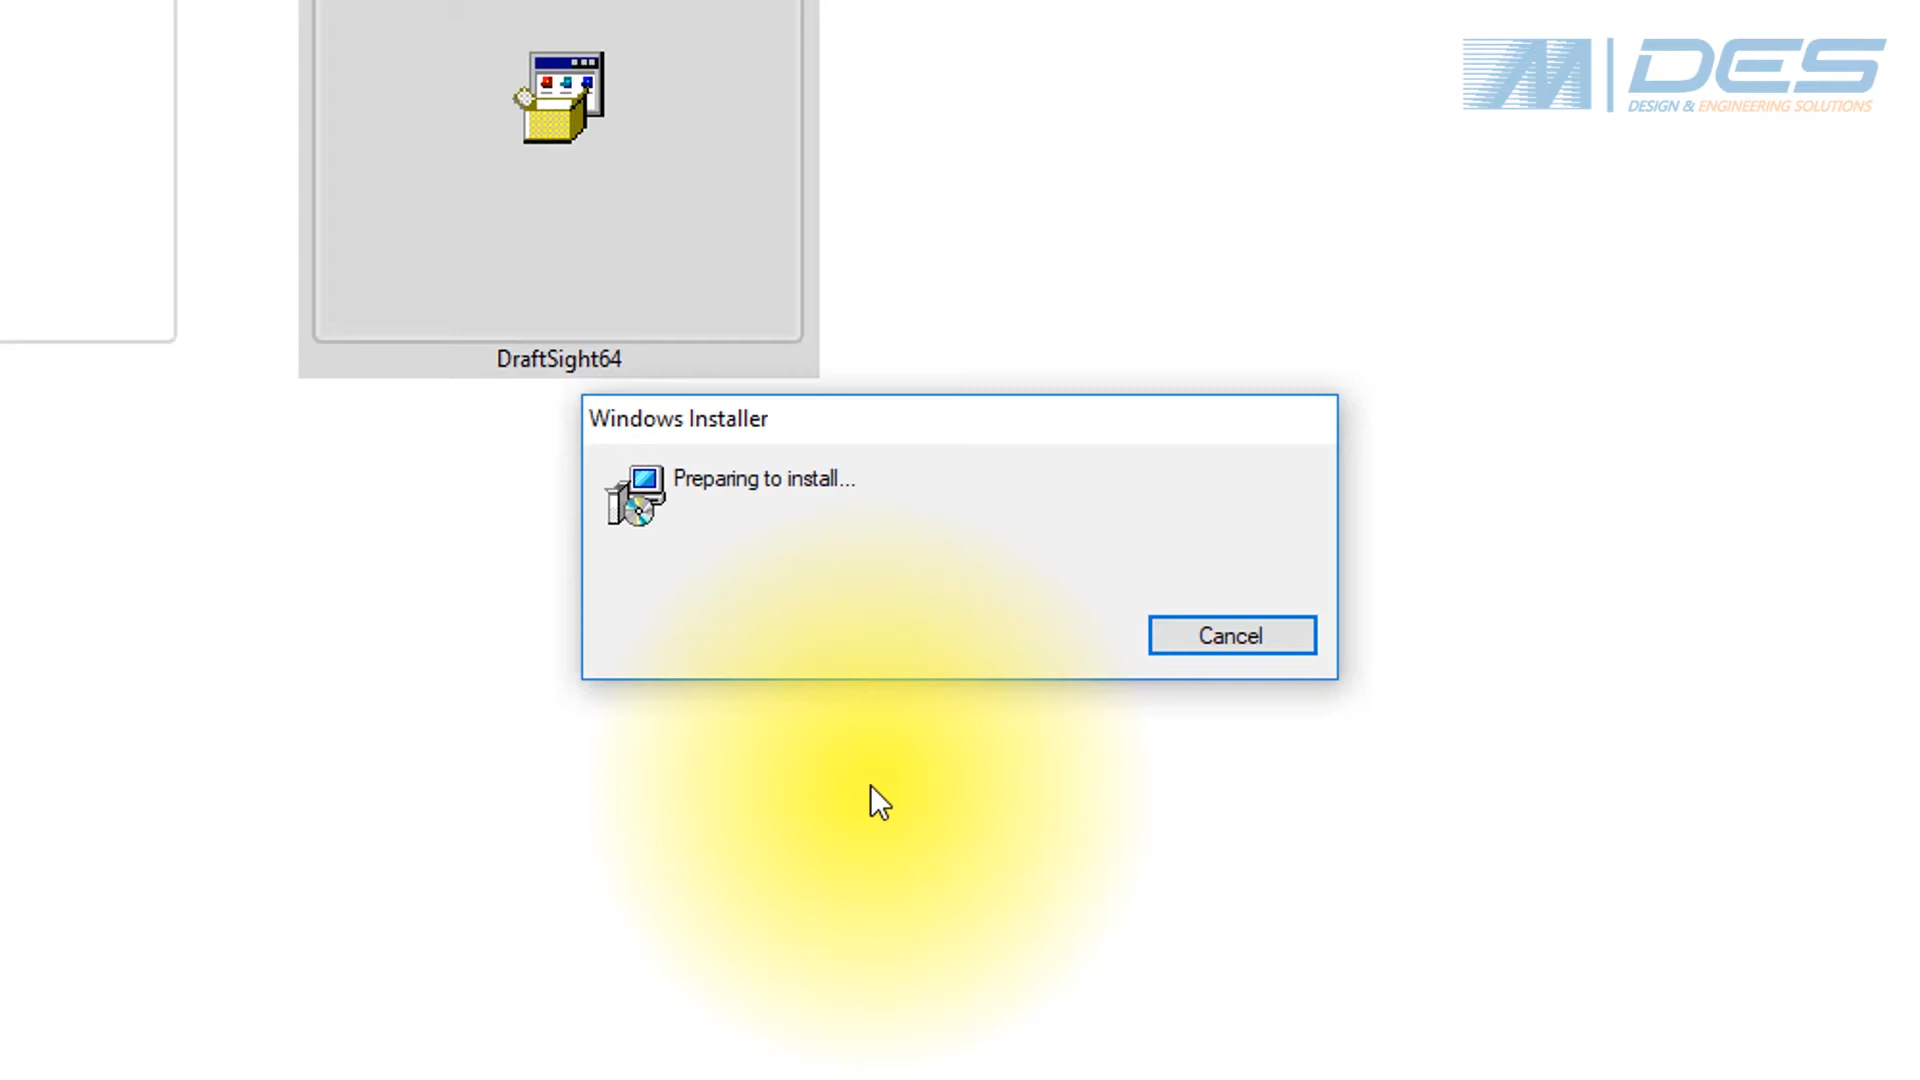 DES
DESIGN & ENGINEERING SOLUTIONS
DraftSight64
Windows Installer
Preparing to install...
Cancel